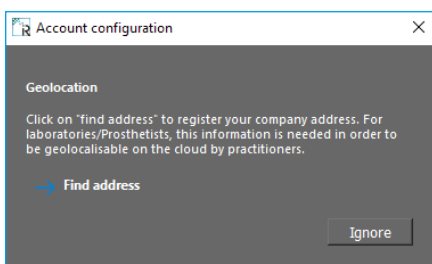 Account configuration
Geolocation
Click on "find address" to register your company address. For
laboratories/Prosthetists, this information is needed in order to
be geolocalisable on the cloud by practitioners.
Find address
Ignore